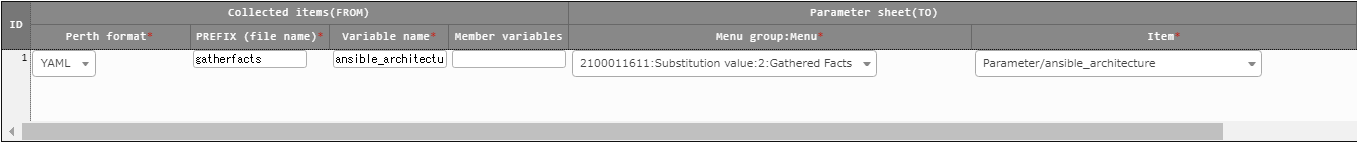 ID
Collected items(FROM)
Parameter sheet(TO)
Perth format*
PREFIX (file name)*
Variable name*
Member variables
Menu group:Menu*
Item*
1
YAML
gatherfacts
ansible_architectu
2100011611:Substitution value:2:Gathered Facts
Parameter/ansible_architecture